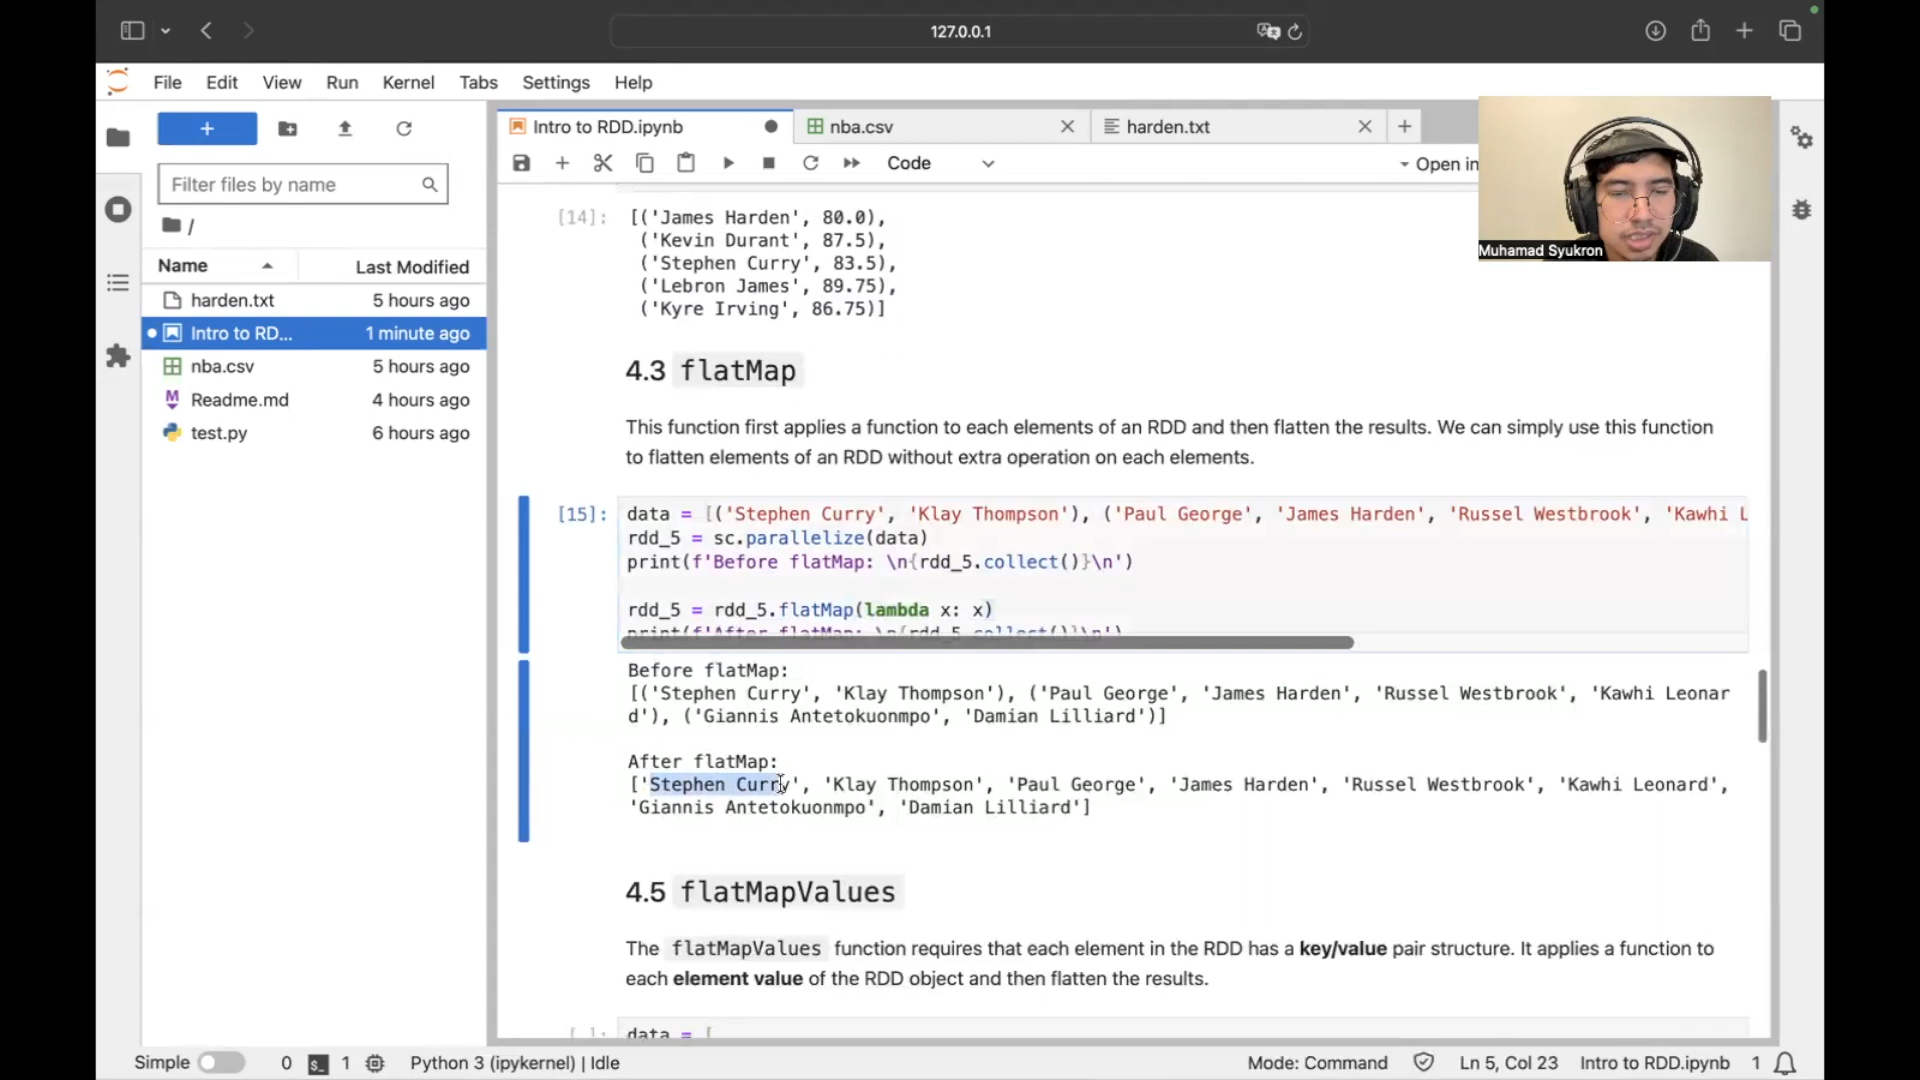 127.0.0.1
File Edit View Run Kernel Tabs Settings Help
Intro to RDD.ipynb
nba.csv
harden.txt
Filter files by name
Code
Open in
Muhamad Syukron
/
Name
Last Modified
harden.txt 5 hours ago
Intro to RD... 1 minute ago
nba.csv 5 hours ago
Readme.md 4 hours ago
test.py 6 hours ago
[14]: [('James Harden', 80.0),
('Kevin Durant', 87.5),
('Stephen Curry', 83.5),
('Lebron James', 89.75),
('Kyre Irving', 86.75)]
4.3 flatMap
This function first applies a function to each elements of an RDD and then flatten the results. We can simply use this function
to flatten elements of an RDD without extra operation on each elements.
[15]: data = [('Stephen Curry', 'Klay Thompson'), ('Paul George', 'James Harden', 'Russel Westbrook', 'Kawhi L
rdd_5 = sc.parallelize(data)
print(f'Before flatMap: \n{rdd_5.collect()}\n')
rdd_5 = rdd_5.flatMap(lambda x: x)
print(f'After flatMap: \n{rdd_5.collect()}\n')
Before flatMap:
[('Stephen Curry', 'Klay Thompson'), ('Paul George', 'James Harden', 'Russel Westbrook', 'Kawhi Leonar
d'), ('Giannis Antetokuonmpo', 'Damian Lilliard')]
After flatMap:
['Stephen Curry', 'Klay Thompson', 'Paul George', 'James Harden', 'Russel Westbrook', 'Kawhi Leonard',
'Giannis Antetokuonmpo', 'Damian Lilliard']
4.5 flatMapValues
The flatMapValues function requires that each element in the RDD has a key/value pair structure. It applies a function to
each element value of the RDD object and then flatten the results.
[ ]: data = [
Simple 0 1 Python 3 (ipykernel) | Idle Mode: Command Ln 5, Col 23 Intro to RDD.ipynb 1